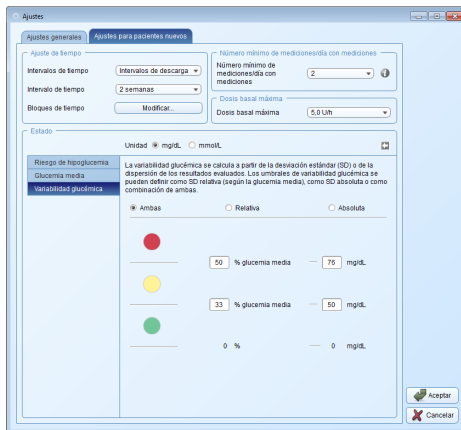 Ajustes
Ajustes generales
Ajustes para pacientes nuevos
Ajuste de tiempo
Intervalos de tiempo
Intervalos de descarga
Intervalo de tiempo
2 semanas
Bloques de tiempo
Modificar...
Número mínimo de mediciones/día con mediciones
Número mínimo de
mediciones/día con
mediciones
2
Dosis basal máxima
Dosis basal máxima
5,0 U/h
Estado
Unidad mg/dL mmol/L
Riesgo de hipoglucemia
Glucemia media
Variabilidad glucémica
La variabilidad glucémica se calcula a partir de la desviación estándar (SD) o de la
dispersión de los resultados evaluados. Los umbrales de variabilidad glucémica se
pueden definir como SD relativa (según la glucemia media), como SD absoluta o como
combinación de ambas.
Ambas Relativa Absoluta
50 % glucemia media — 76 mg/dL
33 % glucemia media — 50 mg/dL
0 % — 0 mg/dL
Aceptar
Cancelar